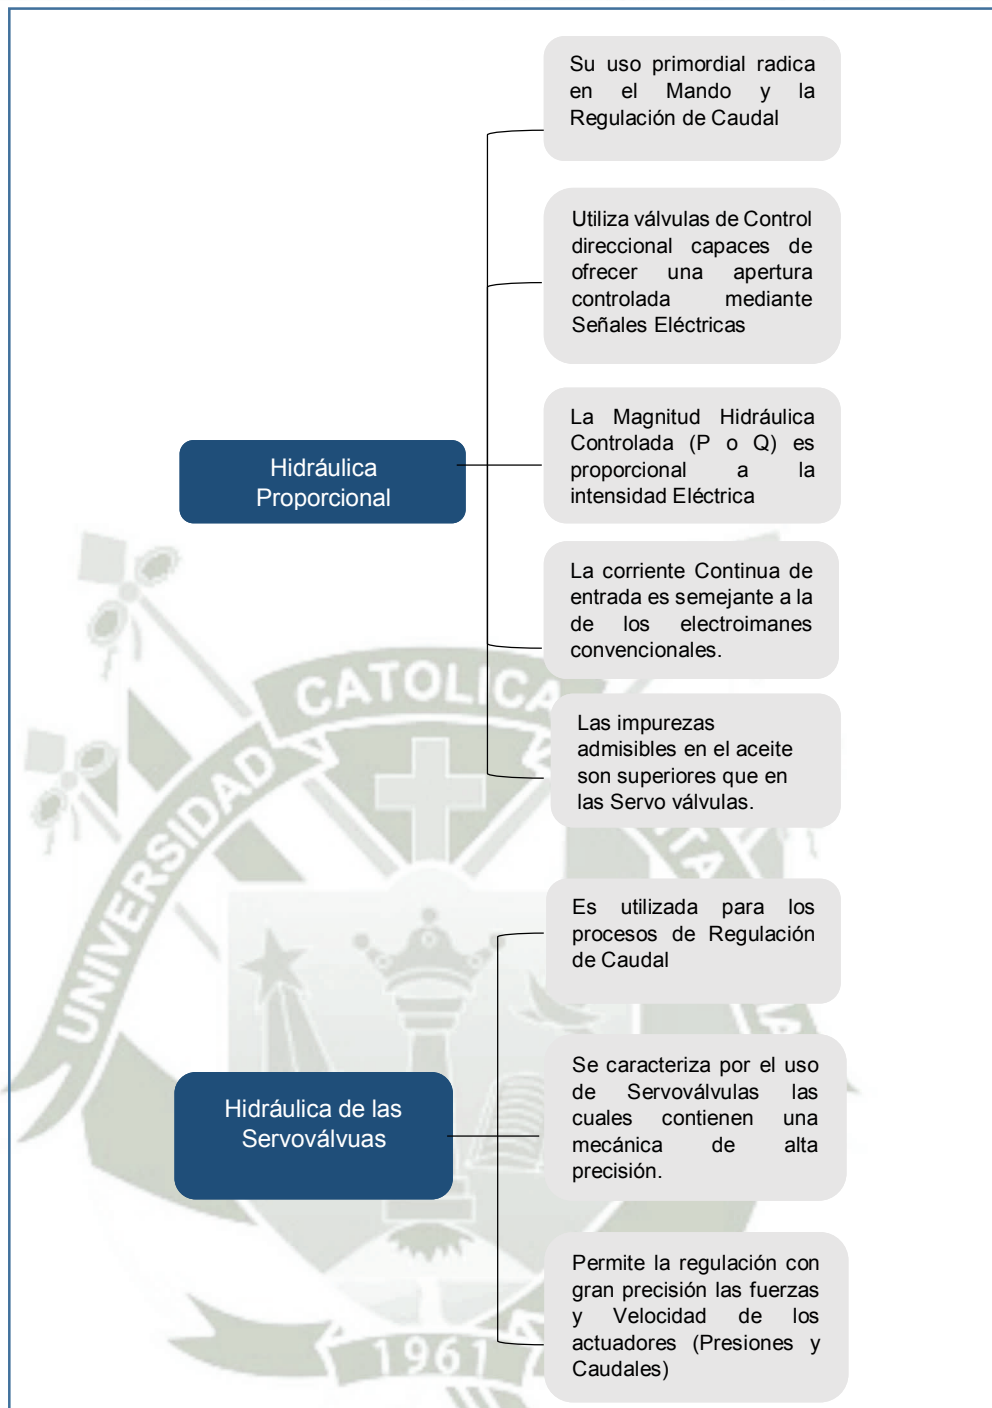 Su uso primordial radica
en el Mando y la
Regulación de Caudal
Utiliza válvulas de Control
direccional capaces de
ofrecer una apertura
controlada mediante
Señales Eléctricas
Hidráulica
Proporcional
La Magnitud Hidráulica
Controlada (P o Q) es
proporcional a la
intensidad Eléctrica
La corriente Continua de
entrada es semejante a la
de los electroimanes
convencionales.
Las impurezas
admisibles en el aceite
son superiores que en
las Servo válvulas.
Es utilizada para los
procesos de Regulación
de Caudal
Hidráulica de las
Servoválvuas
Se caracteriza por el uso
de Servoválvulas las
cuales contienen una
mecánica de alta
precisión.
Permite la regulación con
gran precisión las fuerzas
y Velocidad de los
actuadores (Presiones y
Caudales)
UNIVERSIDAD
CATOLICA
1961